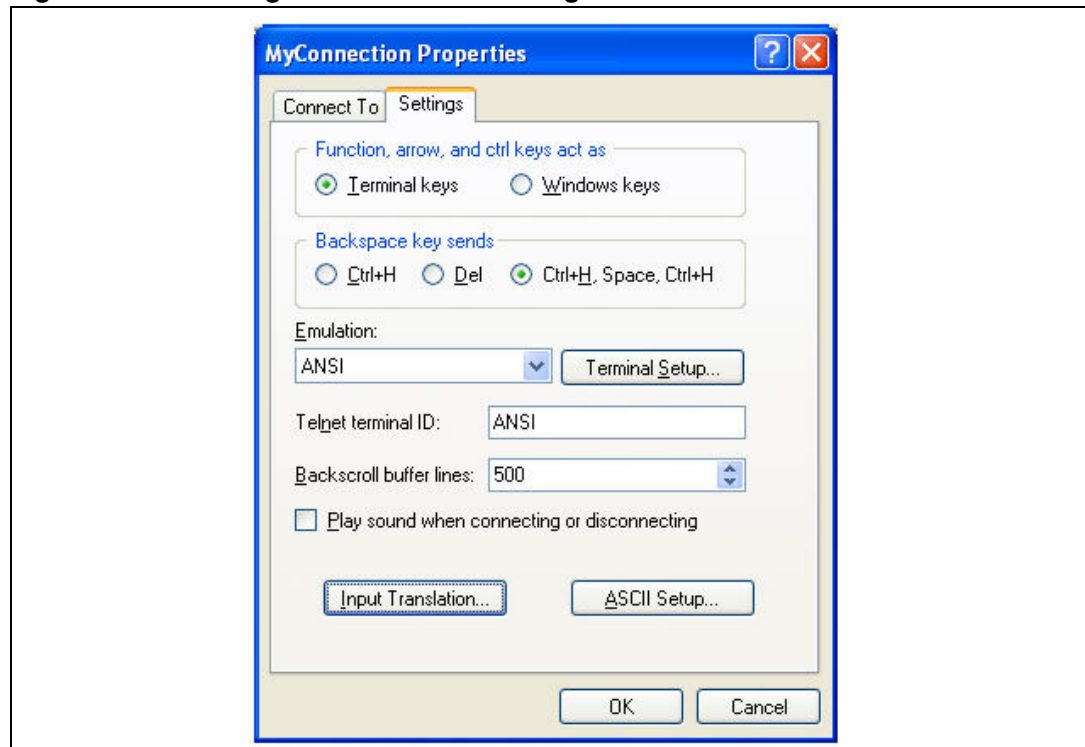 MyConnection Properties
Connect To Settings
Function, arrow, and ctrl keys act as
Terminal keys Windows keys
Backspace key sends
Ctrl+H Del Ctrl+H, Space, Ctrl+H
Emulation:
ANSI Terminal Setup...
Telnet terminal ID: ANSI
Backscroll buffer lines: 500
Play sound when connecting or disconnecting
Input Translation... ASCII Setup...
OK Cancel